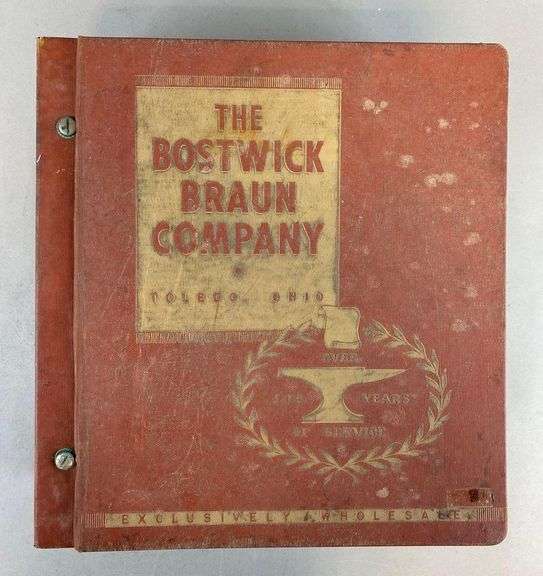 THE
BOSTWICK
BRAUN
COMPANY
TOLEDO, OHIO
OVER
YEARS
OF SERVICE
EXCLUSIVELY WHOLESALE